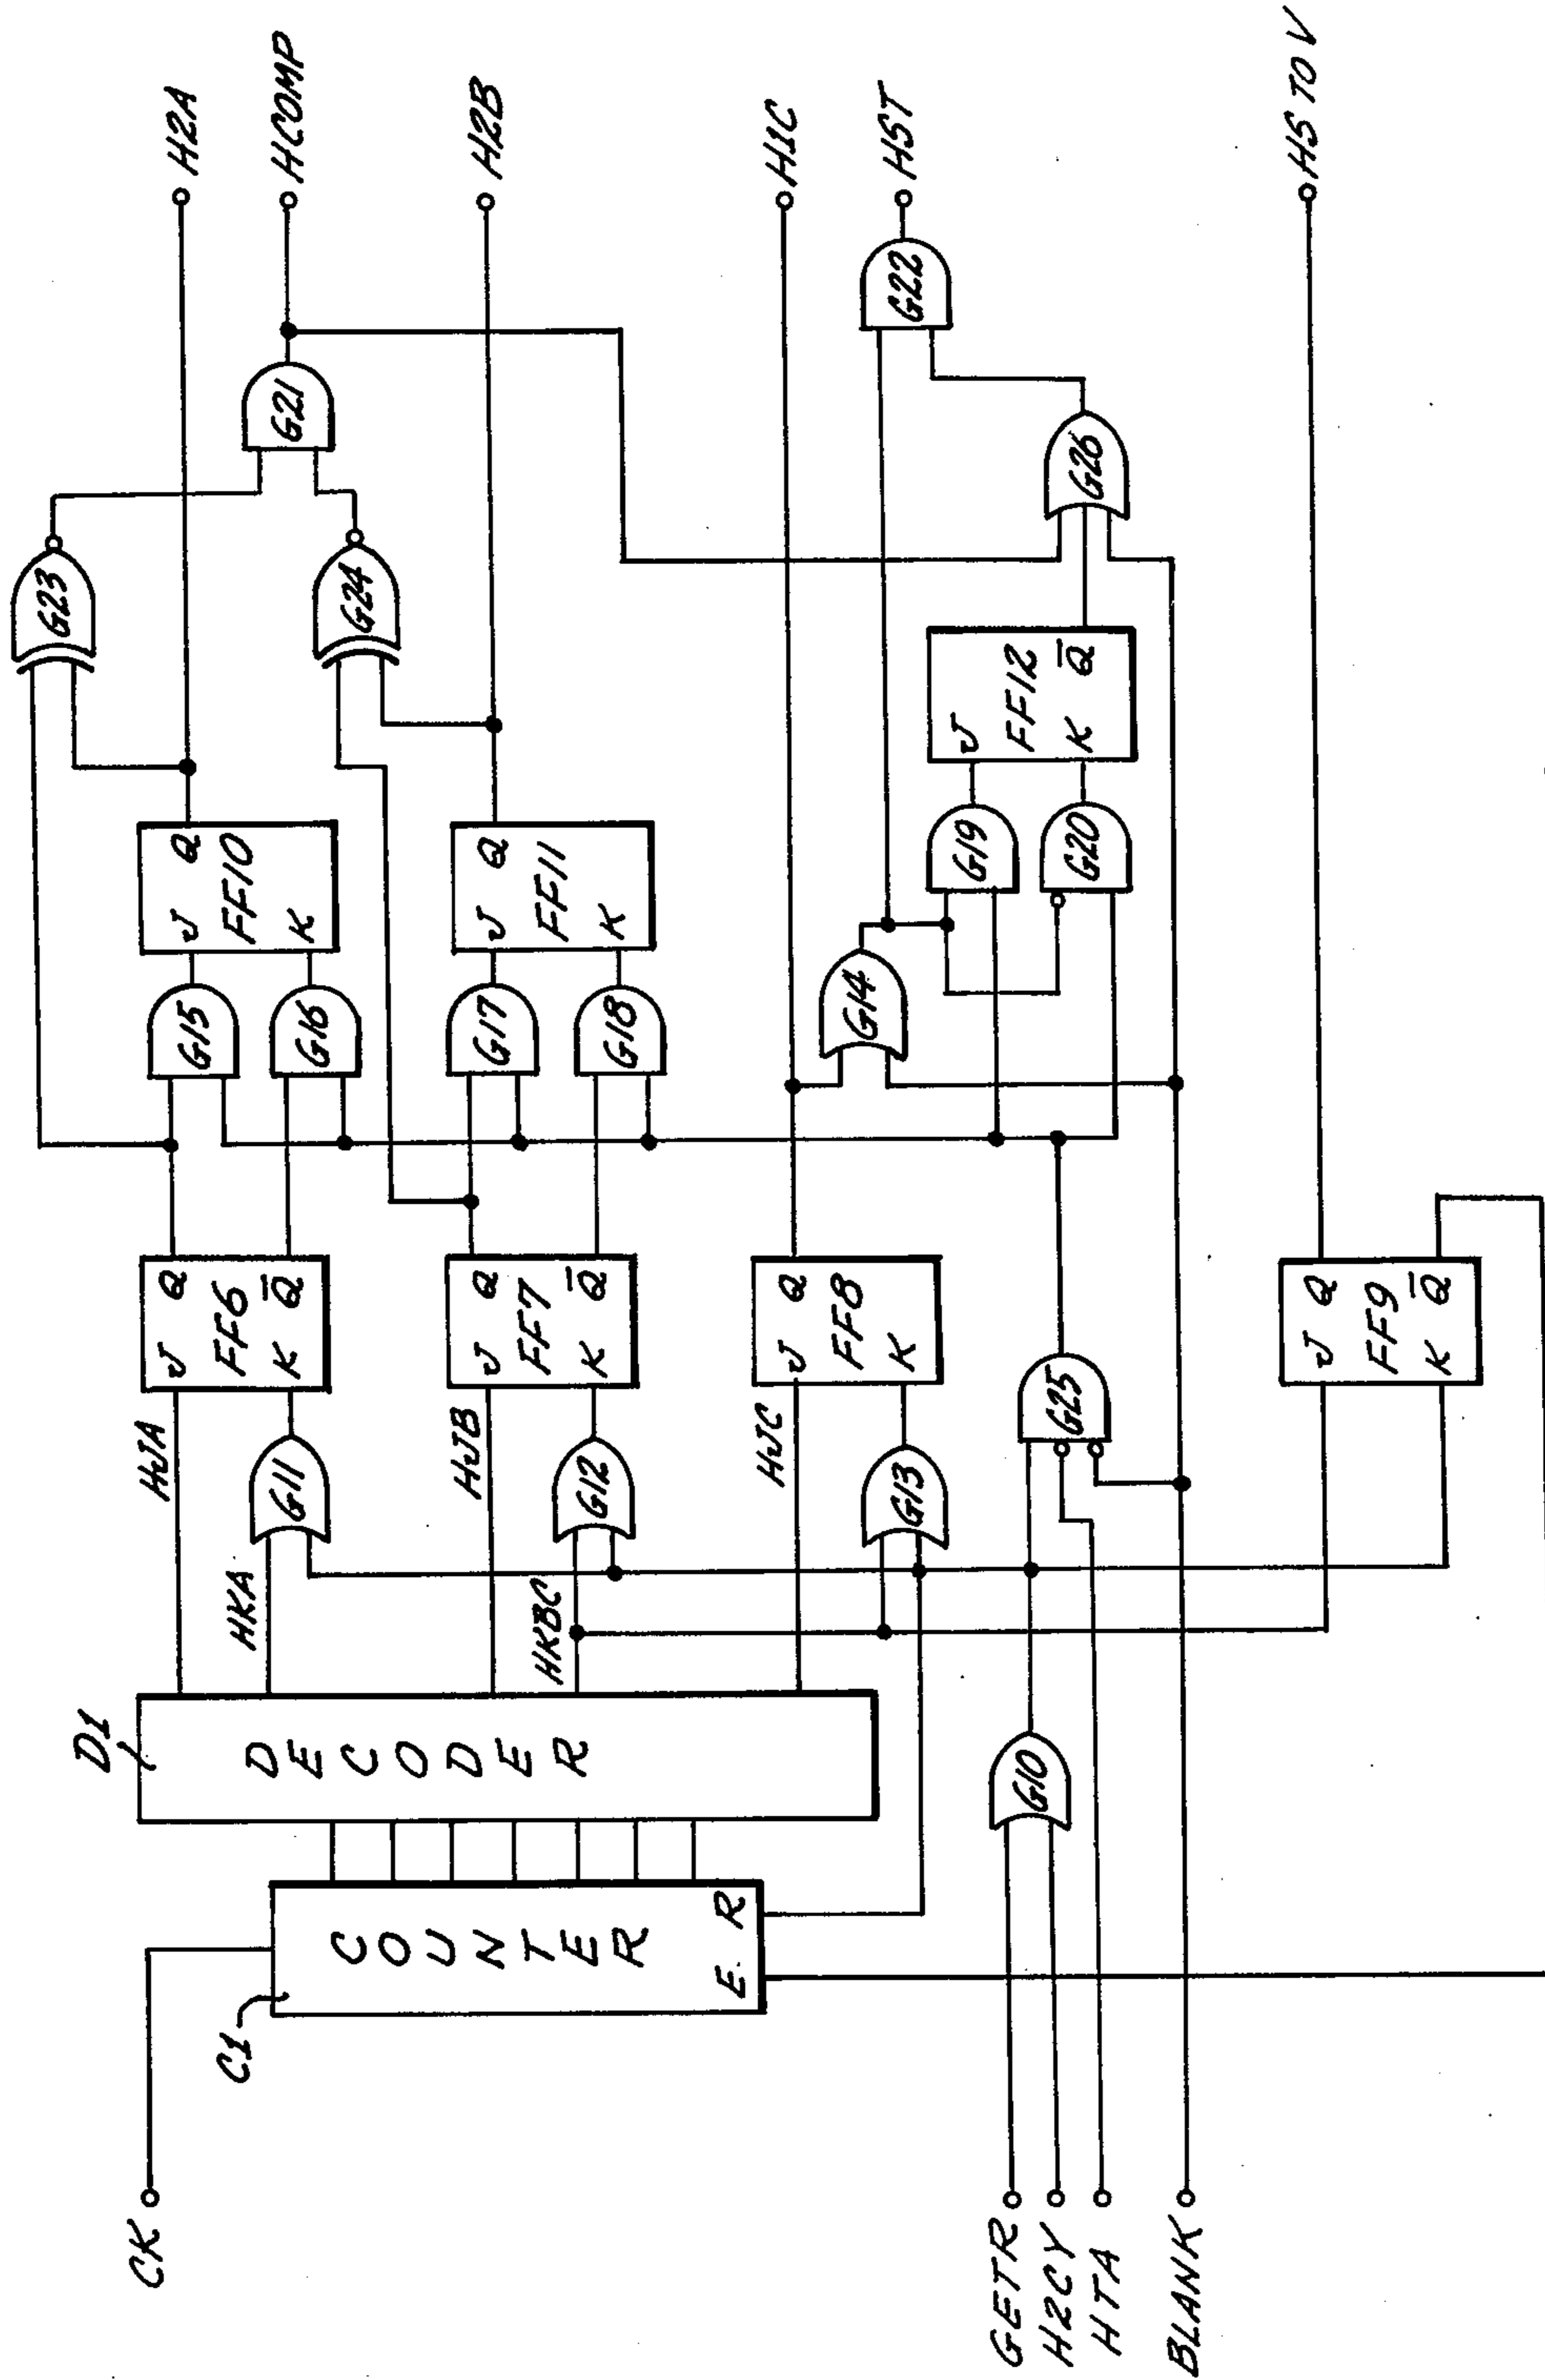 CK
C1
COUNTER
E R
D1
DECODER
HJA
HKA
HJB
HKBC
HJC
G11
G12
G13
J Q
FF6
K Q̅
J Q
FF7
K Q̅
J Q
FF8
K
J Q
FF9
K Q̅
G10
G25
G15
G16
G17
G18
G14
G19
G20
J Q
FF10
K
J Q
FF11
K
J
FF12
K Q̅
G23
G24
G21
G26
G22
H2A
HCOMP
H2B
H1C
HST
HS TO V
GETR
H2CY
HTA
BLANK